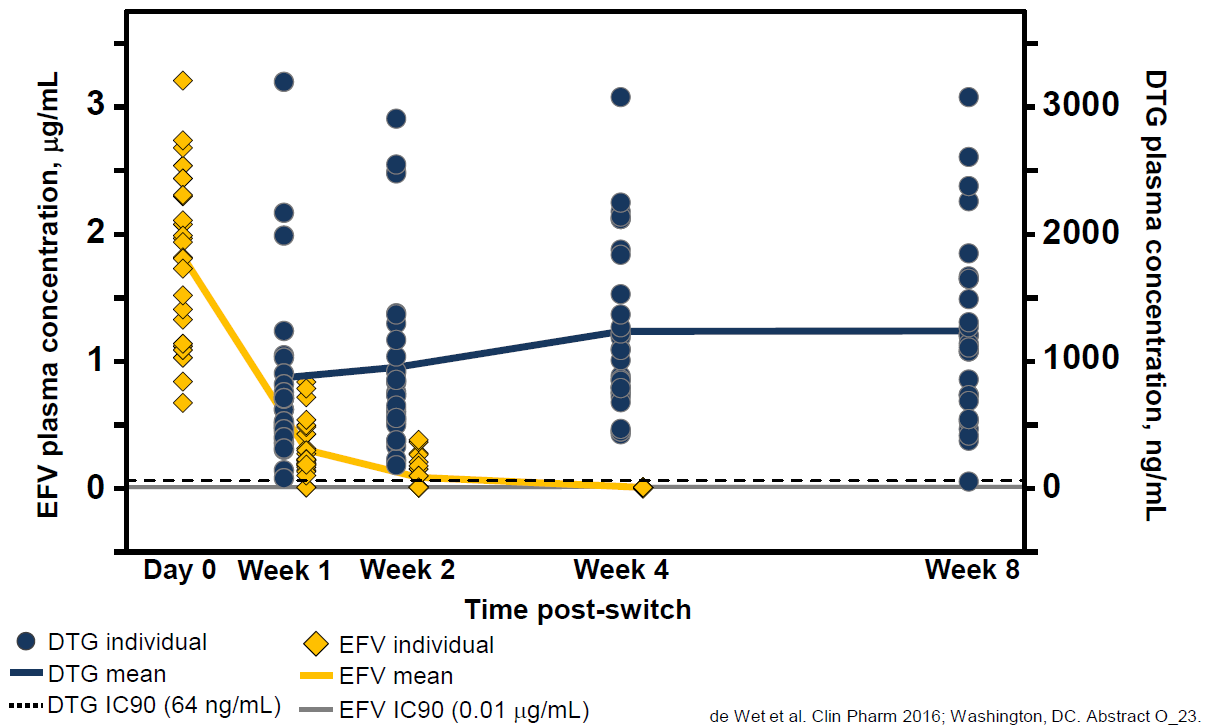 EFV plasma concentration, μg/mL
3
2
1
0
3000
2000
1000
0
DTG plasma concentration, ng/mL
Day 0 Week 1 Week 2 Week 4 Week 8
Time post-switch
DTG individual EFV individual
DTG mean EFV mean
DTG IC90 (64 ng/mL) EFV IC90 (0.01 μg/mL)
de Wet et al. Clin Pharm 2016; Washington, DC. Abstract O_23.